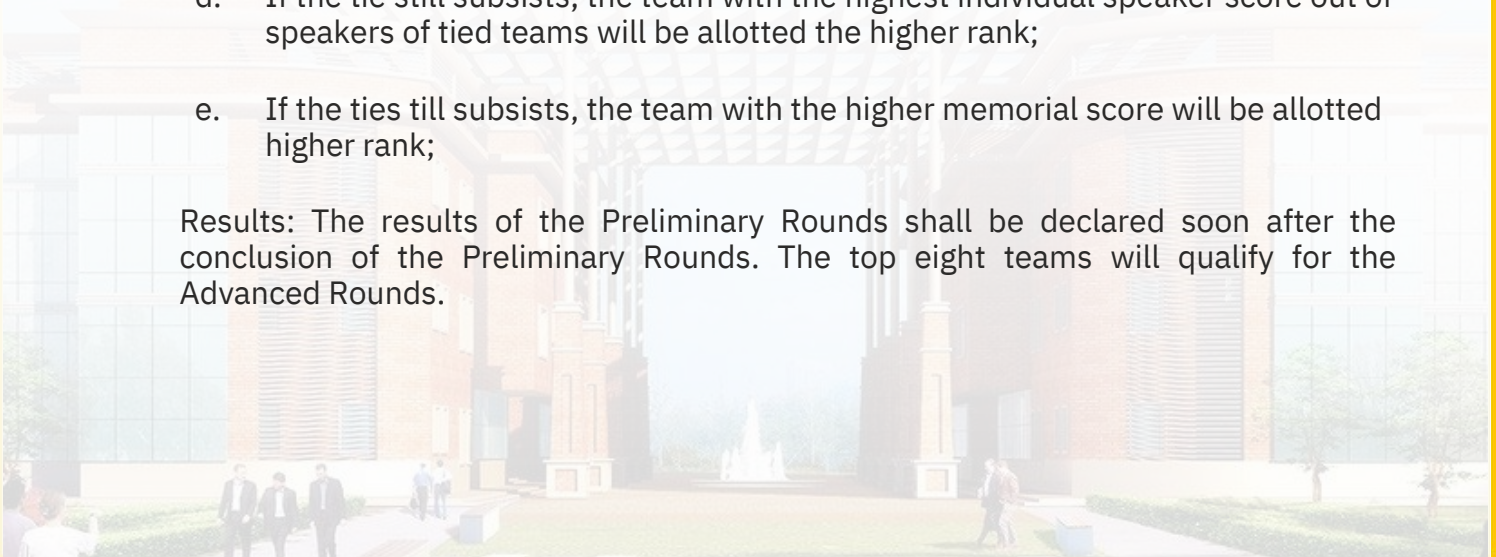 d. If the tie still subsists, the team with the highest individual speaker score out of
speakers of tied teams will be allotted the higher rank;
e. If the ties till subsists, the team with the higher memorial score will be allotted
higher rank;
Results: The results of the Preliminary Rounds shall be declared soon after the
conclusion of the Preliminary Rounds. The top eight teams will qualify for the
Advanced Rounds.